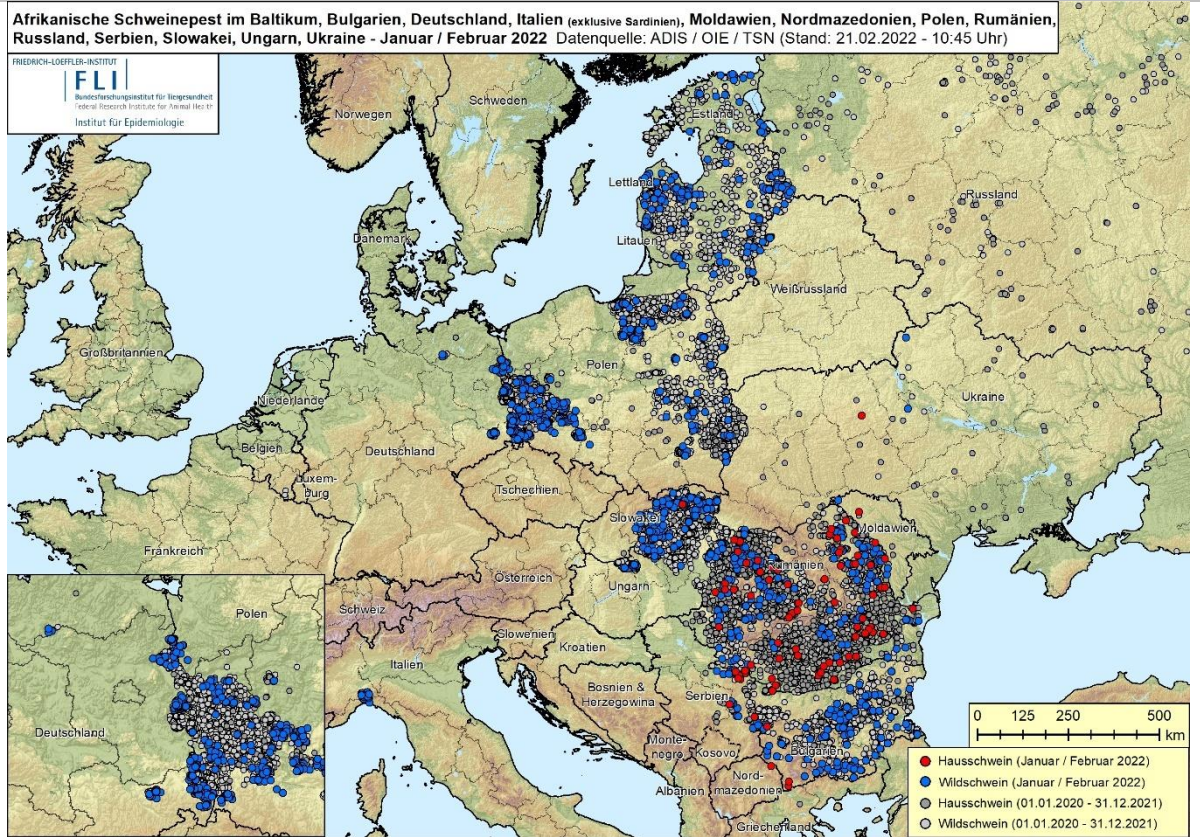 Afrikanische Schweinepest im Baltikum, Bulgarien, Deutschland, Italien (exklusive Sardinien), Moldawien, Nordmazedonien, Polen, Rumänien,
Russland, Serbien, Slowakei, Ungarn, Ukraine - Januar / Februar 2022 Datenquelle: ADIS / OIE / TSN (Stand: 21.02.2022 - 10:45 Uhr)
FRIEDRICH-LOEFFLER-INSTITUT
FLI
Bundesforschungsinstitut für Tiergesundheit
Federal Research Institute for Animal Health
Institut für Epidemiologie
Schweden
Norwegen
Estland
Lettland
Russland
Dänemark
Litauen
Weißrussland
Großbritannien
Polen
Niederlande
Ukraine
Belgien
Deutschland
Luxem-
burg
Tschechien
Slowakei
Moldawien
Frankreich
Rumänien
Österreich
Ungarn
Schweiz
Slowenien
Kroatien
Italien
Bosnien &
Herzegowina
Serbien
Monte-
negro
Kosovo
Bulgarien
Nord-
mazedonien
Albanien
Griechenland
Polen
Deutschland
0 125 250 500
km
Hausschwein (Januar / Februar 2022)
Wildschwein (Januar / Februar 2022)
Hausschwein (01.01.2020 - 31.12.2021)
Wildschwein (01.01.2020 - 31.12.2021)